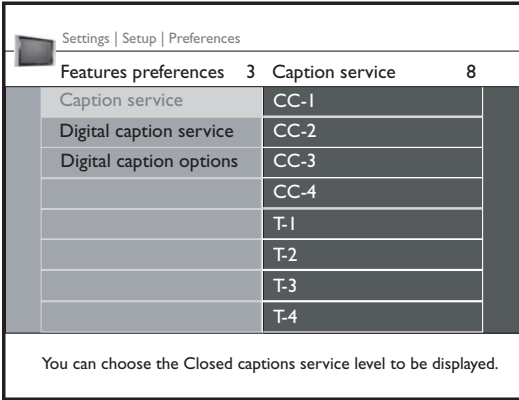 Settings | Setup | Preferences
Features preferences 3 Caption service 8
Caption service CC-1
Digital caption service CC-2
Digital caption options CC-3
CC-4
T-1
T-2
T-3
T-4
You can choose the Closed captions service level to be displayed.